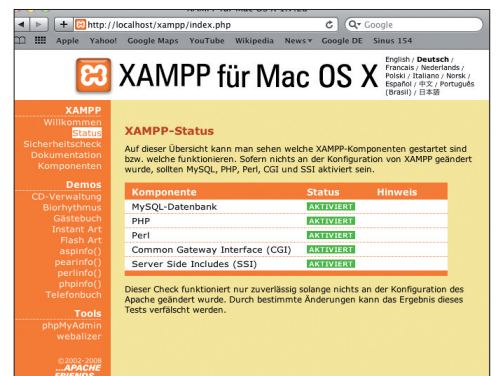 http://localhost/xampp/index.php
Google
Apple Yahoo! Google Maps YouTube Wikipedia News Google DE Sinus 154
XAMPP für Mac OS X
English / Deutsch /
Francais / Nederlands /
Polski / Italiano / Norsk /
Español / 中文 / Português
(Brasil) / 日本語
XAMPP
Willkommen
Status
Sicherheitscheck
Dokumentation
Komponenten
Demos
CD-Verwaltung
Biorhythmus
Gästebuch
Instant Art
Flash Art
aspinfo()
pearinfo()
perlinfo()
phpinfo()
Telefonbuch
Tools
phpMyAdmin
webalizer
©2002-2008
...APACHE
FRIENDS
XAMPP-Status
Auf dieser Übersicht kann man sehen welche XAMPP-Komponenten gestartet sind
bzw. welche funktionieren. Sofern nichts an der Konfiguration von XAMPP geändert
wurde, sollten MySQL, PHP, Perl, CGI und SSI aktiviert sein.
Komponente Status Hinweis
MySQL-Datenbank AKTIVIERT
PHP AKTIVIERT
Perl AKTIVIERT
Common Gateway Interface (CGI) AKTIVIERT
Server Side Includes (SSI) AKTIVIERT
Dieser Check funktioniert nur zuverlässig solange nichts an der Konfiguration des
Apache geändert wurde. Durch bestimmte Änderungen kann das Ergebnis dieses
Tests verfälscht werden.